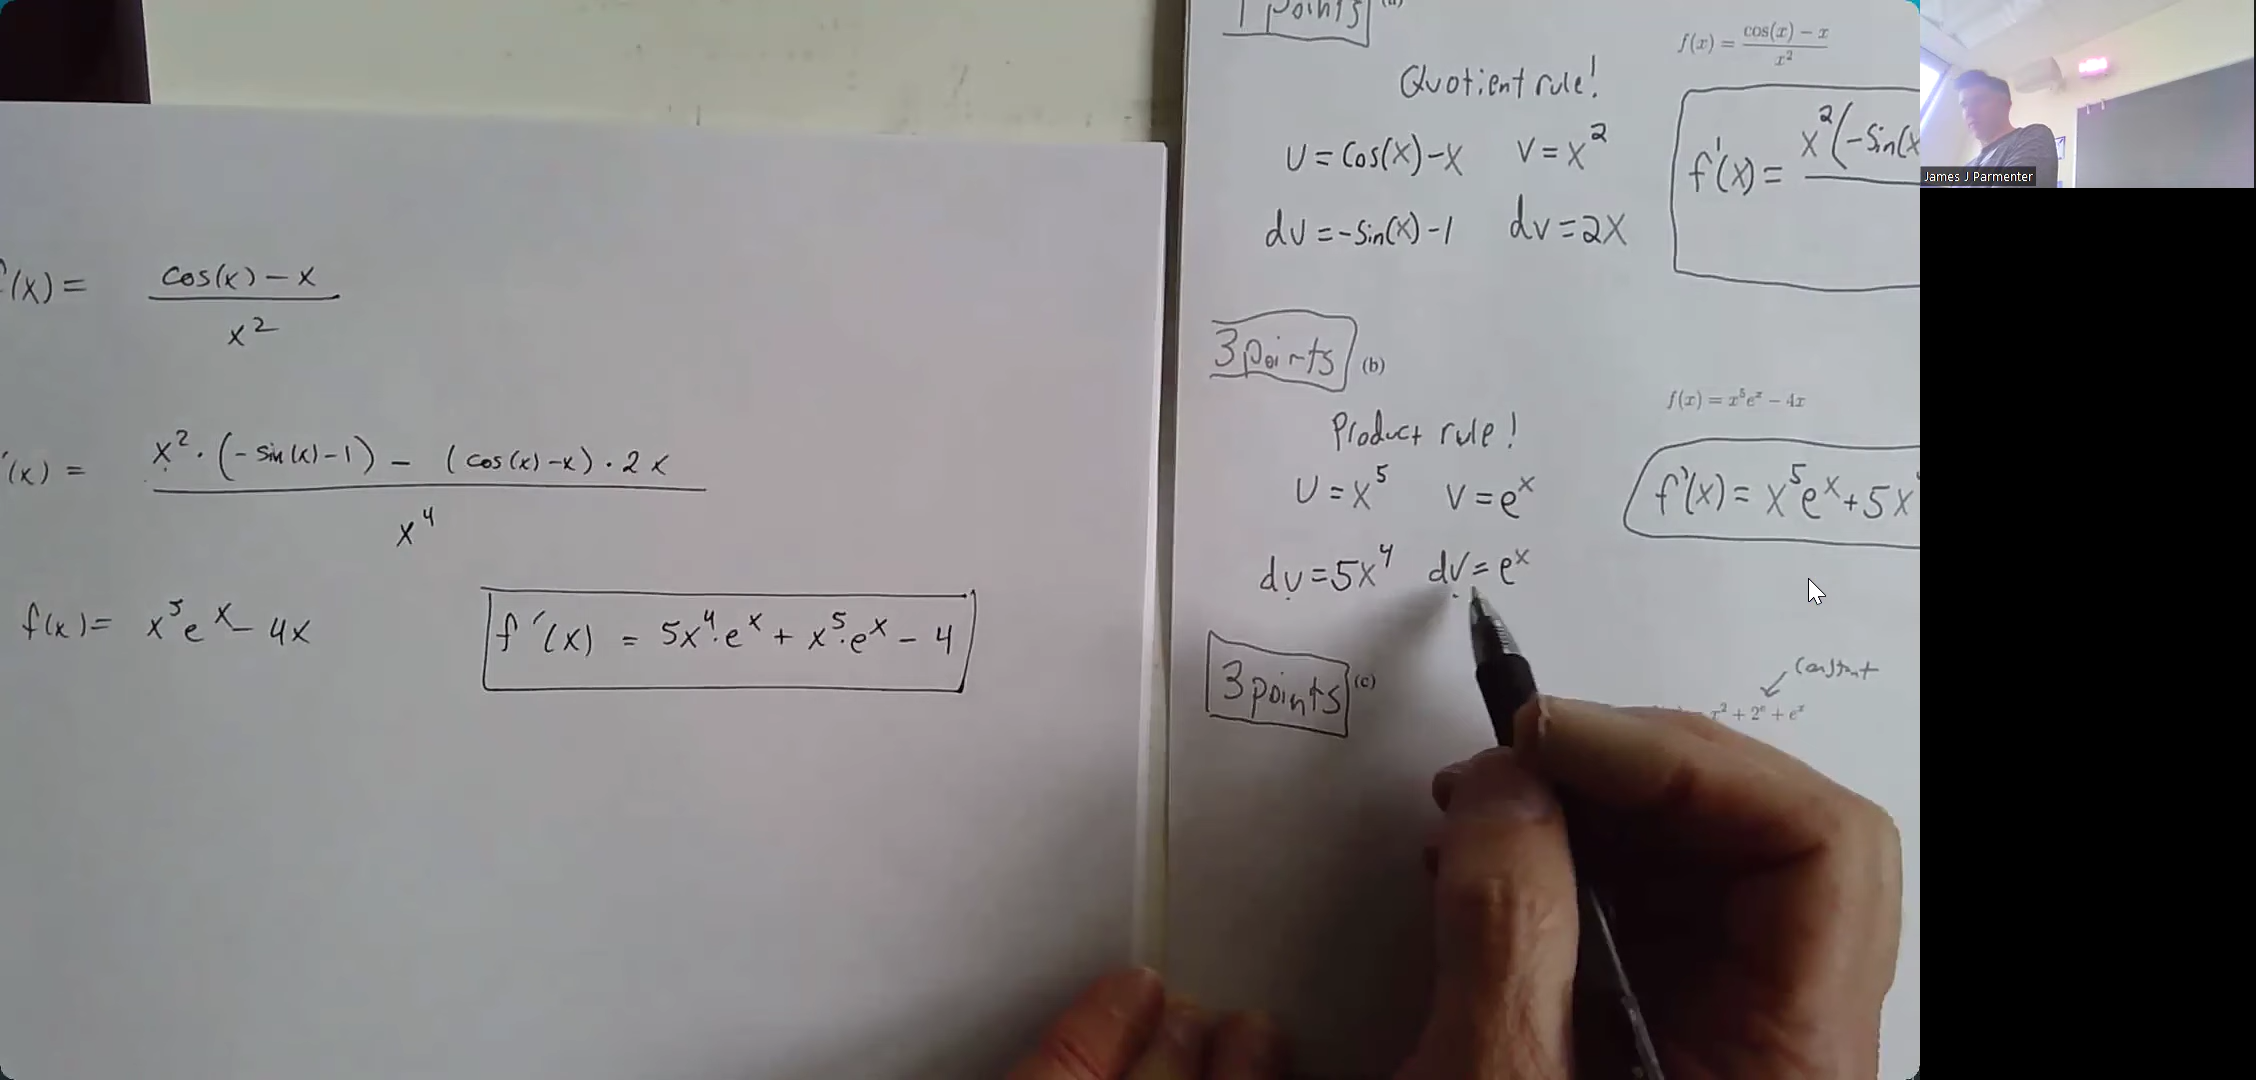 f(x) = cos(x) - x / x²
'(x) = x² · (-sin(x) - 1) - (cos(x) - x) · 2x / x⁴
f(x) = x⁵eˣ - 4x
f'(x) = 5x⁴·eˣ + x⁵·eˣ - 4
points
f(x) = cos(x) - x / x²
Quotient rule!
f'(x) = x²(-sin(x
U = cos(x) - x V = x²
dU = -sin(x) - 1 dv = 2x
3 points (b)
f(x) = x⁵eˣ - 4x
Product rule!
f'(x) = x⁵eˣ + 5x
U = x⁵ V = eˣ
du = 5x⁴ dv = eˣ
3 points (c)
constant
x² + 2ᵉ + eˣ
James J Parmenter